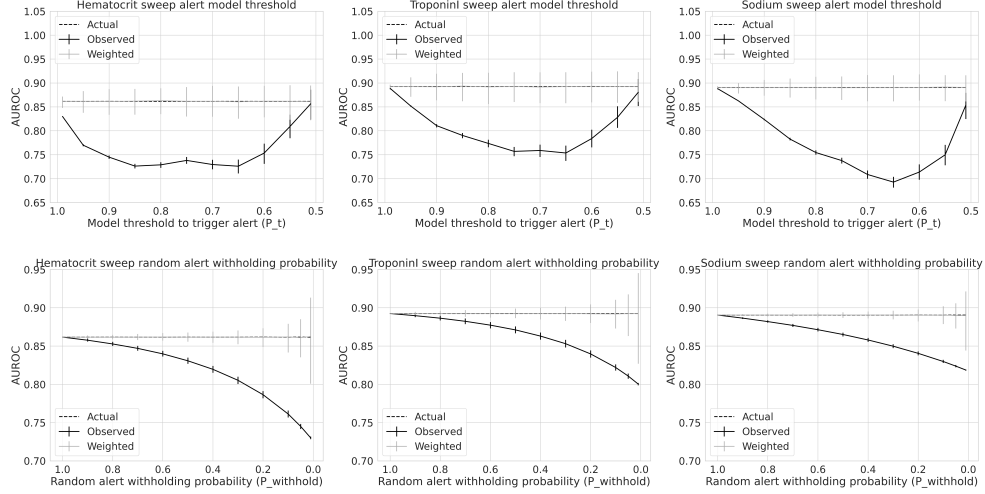 Hematocrit sweep alert model threshold
1.05
1.00
0.95
0.90
0.85
0.80
0.75
0.70
0.65
AUROC
Actual
Observed
Weighted
1.0 0.9 0.8 0.7 0.6 0.5
Model threshold to trigger alert (P_t)
TroponinI sweep alert model threshold
1.05
1.00
0.95
0.90
0.85
0.80
0.75
0.70
0.65
AUROC
Actual
Observed
Weighted
1.0 0.9 0.8 0.7 0.6 0.5
Model threshold to trigger alert (P_t)
Sodium sweep alert model threshold
1.05
1.00
0.95
0.90
0.85
0.80
0.75
0.70
0.65
AUROC
Actual
Observed
Weighted
1.0 0.9 0.8 0.7 0.6 0.5
Model threshold to trigger alert (P_t)
Hematocrit sweep random alert withholding probability
0.95
0.90
0.85
0.80
0.75
0.70
AUROC
Actual
Observed
Weighted
1.0 0.8 0.6 0.4 0.2 0.0
Random alert withholding probability (P_withhold)
TroponinI sweep random alert withholding probability
0.95
0.90
0.85
0.80
0.75
0.70
AUROC
Actual
Observed
Weighted
1.0 0.8 0.6 0.4 0.2 0.0
Random alert withholding probability (P_withhold)
Sodium sweep random alert withholding probability
0.95
0.90
0.85
0.80
0.75
0.70
AUROC
Actual
Observed
Weighted
1.0 0.8 0.6 0.4 0.2 0.0
Random alert withholding probability (P_withhold)